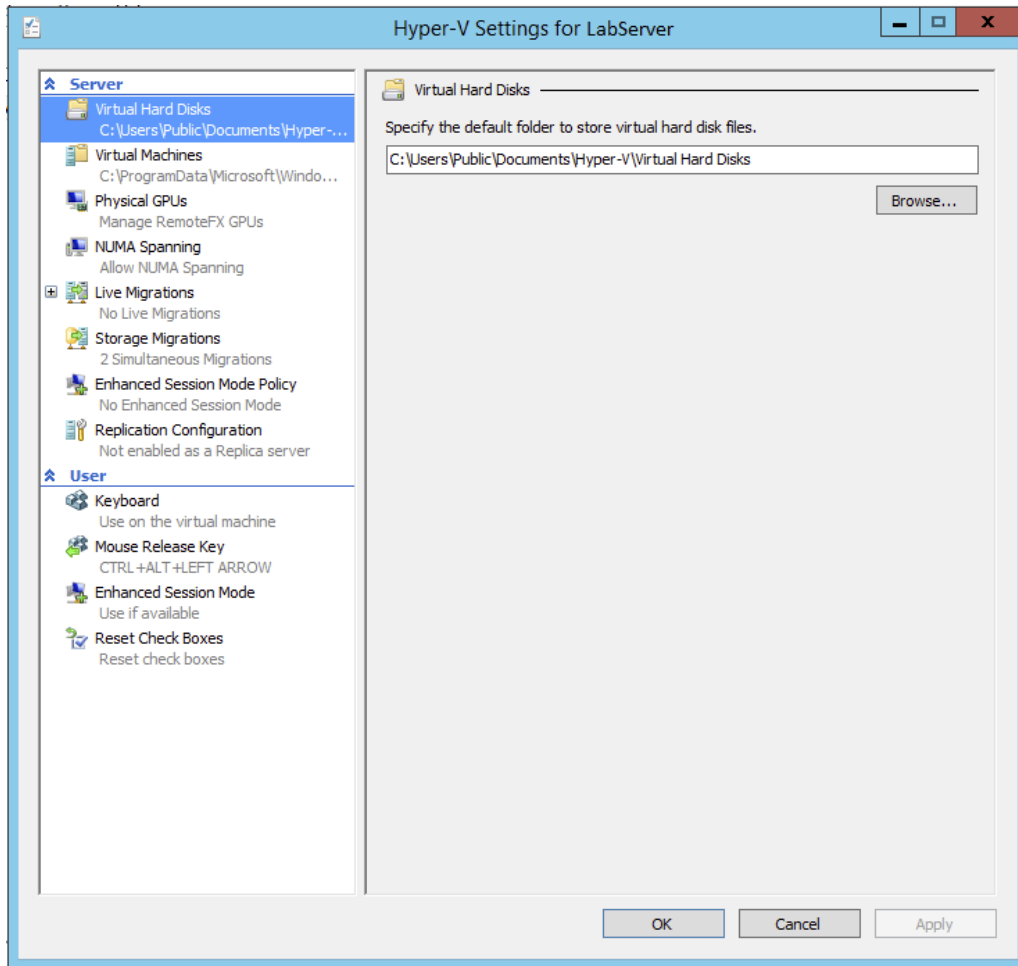 Hyper-V Settings for LabServer
Server
Virtual Hard Disks
C:\Users\Public\Documents\Hyper-...
Virtual Machines
C:\ProgramData\Microsoft\Windo...
Physical GPUs
Manage RemoteFX GPUs
NUMA Spanning
Allow NUMA Spanning
Live Migrations
No Live Migrations
Storage Migrations
2 Simultaneous Migrations
Enhanced Session Mode Policy
No Enhanced Session Mode
Replication Configuration
Not enabled as a Replica server
User
Keyboard
Use on the virtual machine
Mouse Release Key
CTRL+ALT+LEFT ARROW
Enhanced Session Mode
Use if available
Reset Check Boxes
Reset check boxes
Virtual Hard Disks
Specify the default folder to store virtual hard disk files.
C:\Users\Public\Documents\Hyper-V\Virtual Hard Disks
Browse...
OK
Cancel
Apply